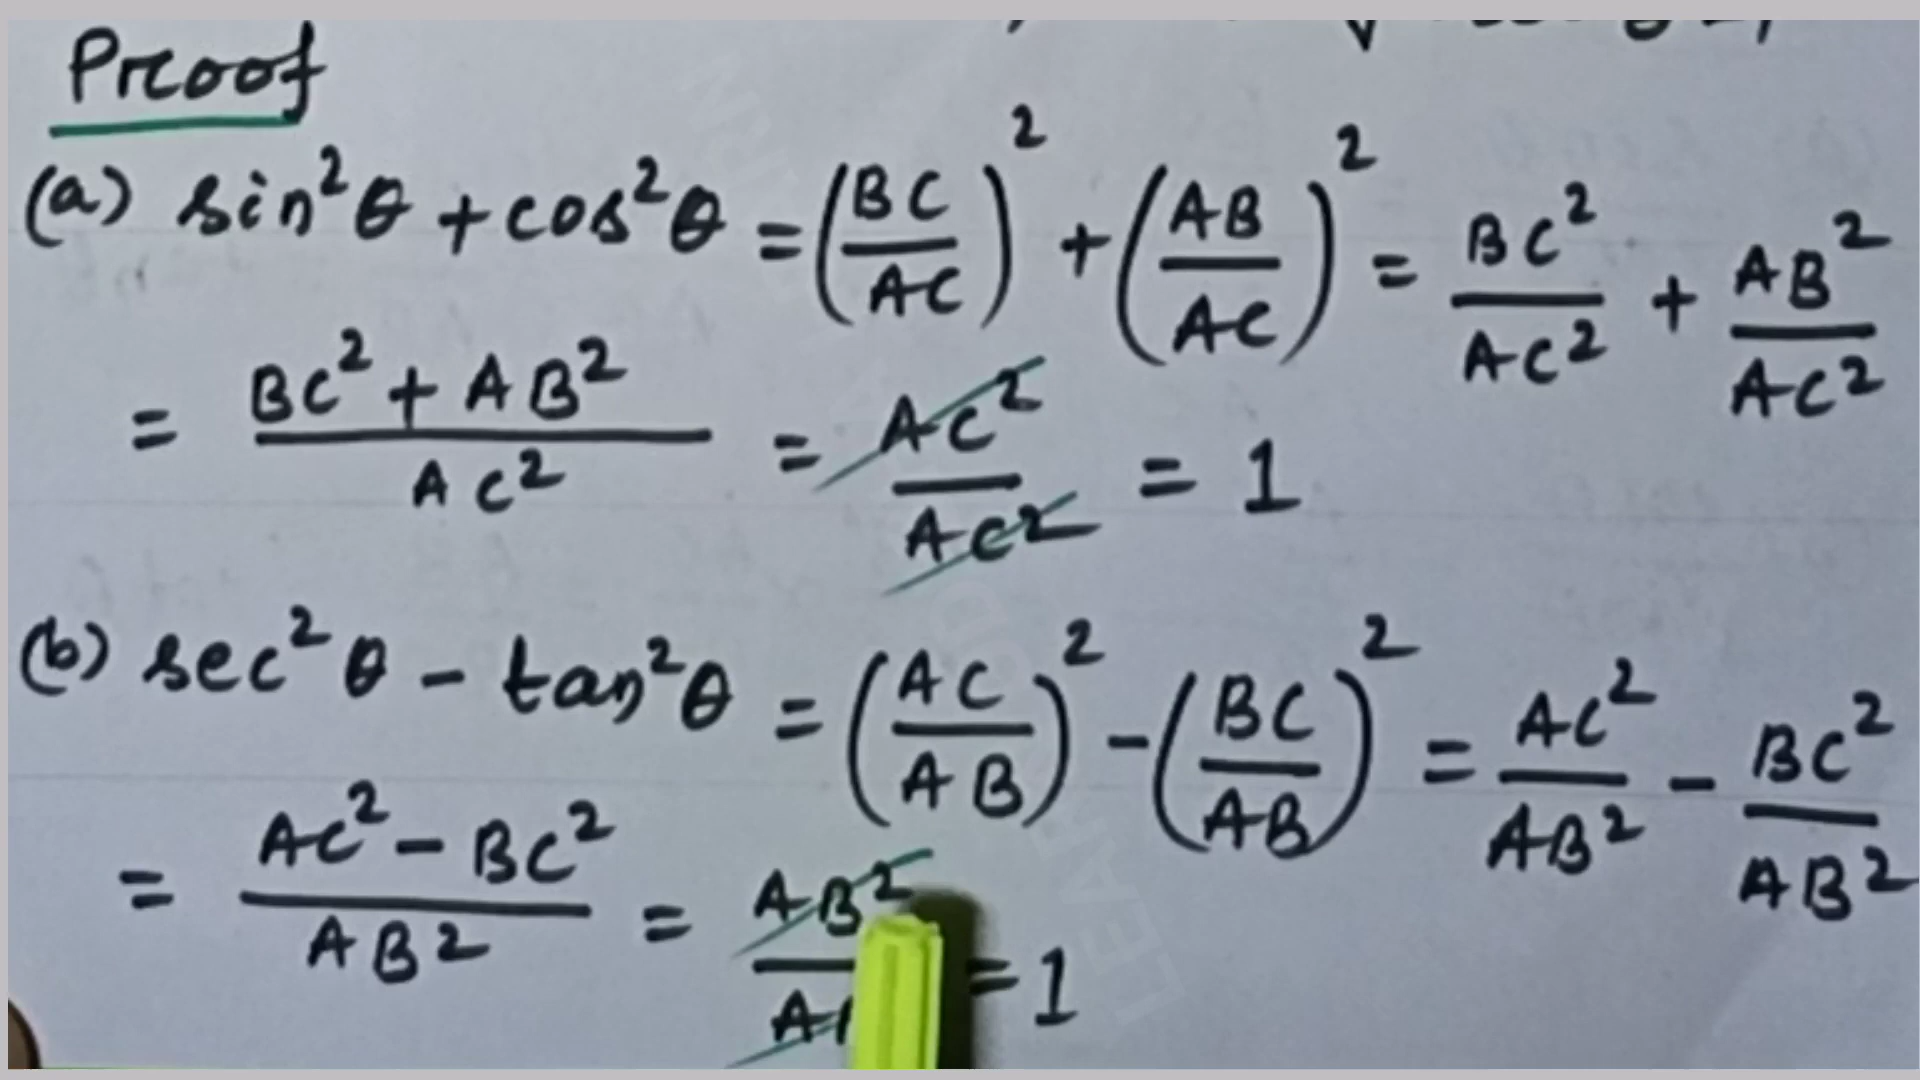 Proof
(a) sin²θ + cos²θ = (BC/AC)² + (AB/AC)² = BC²/AC² + AB²/AC²
= (BC² + AB²)/AC² = AC²/AC² = 1
(b) sec²θ - tan²θ = (AC/AB)² - (BC/AB)² = AC²/AB² - BC²/AB²
= (AC² - BC²)/AB² = AB²/A = 1